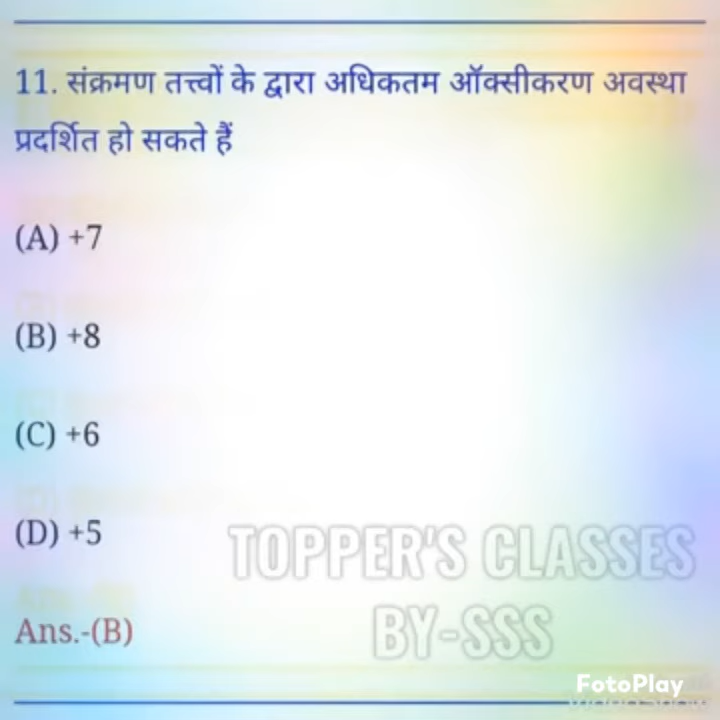 11. संक्रमण तत्त्वों के द्वारा अधिकतम ऑक्सीकरण अवस्था
प्रदर्शित हो सकते हैं
(A) +7
(B) +8
(C) +6
(D) +5
Ans.-(B)
TOPPER'S CLASSES
BY-SSS
FotoPlay